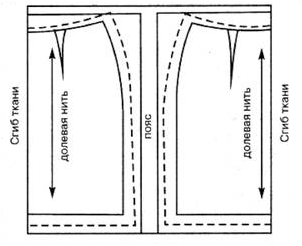 Сгиб ткани
долевая нить
пояс
долевая нить
Сгиб ткани